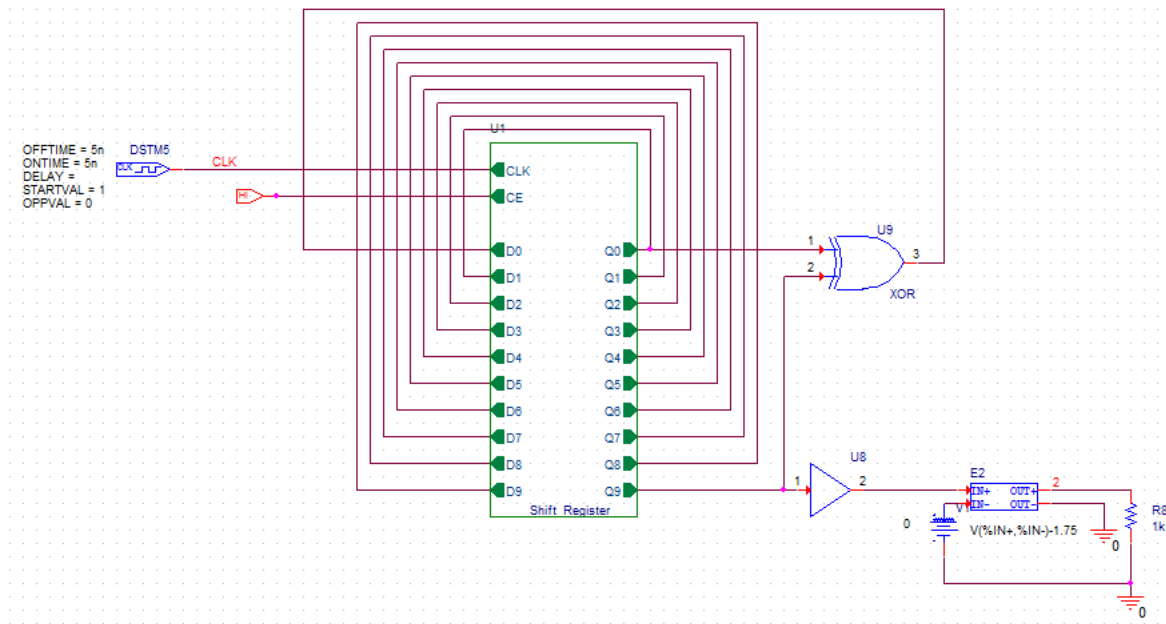 U1
OFFTIME = 5n
ONTIME = 5n
DELAY =
STARTVAL = 1
OPPVAL = 0
DSTM5
CLK
CLK
HI
CLK
CE
D0
D1
D2
D3
D4
D5
D6
D7
D8
D9
Q0
Q1
Q2
Q3
Q4
Q5
Q6
Q7
Q8
Q9
Shift Register
1
2
U9
3
XOR
1
U8
2
E2
IN+
OUT+
IN-
OUT-
2
V1
0
V(%IN+,%IN-)-1.75
0
R8
1k
0